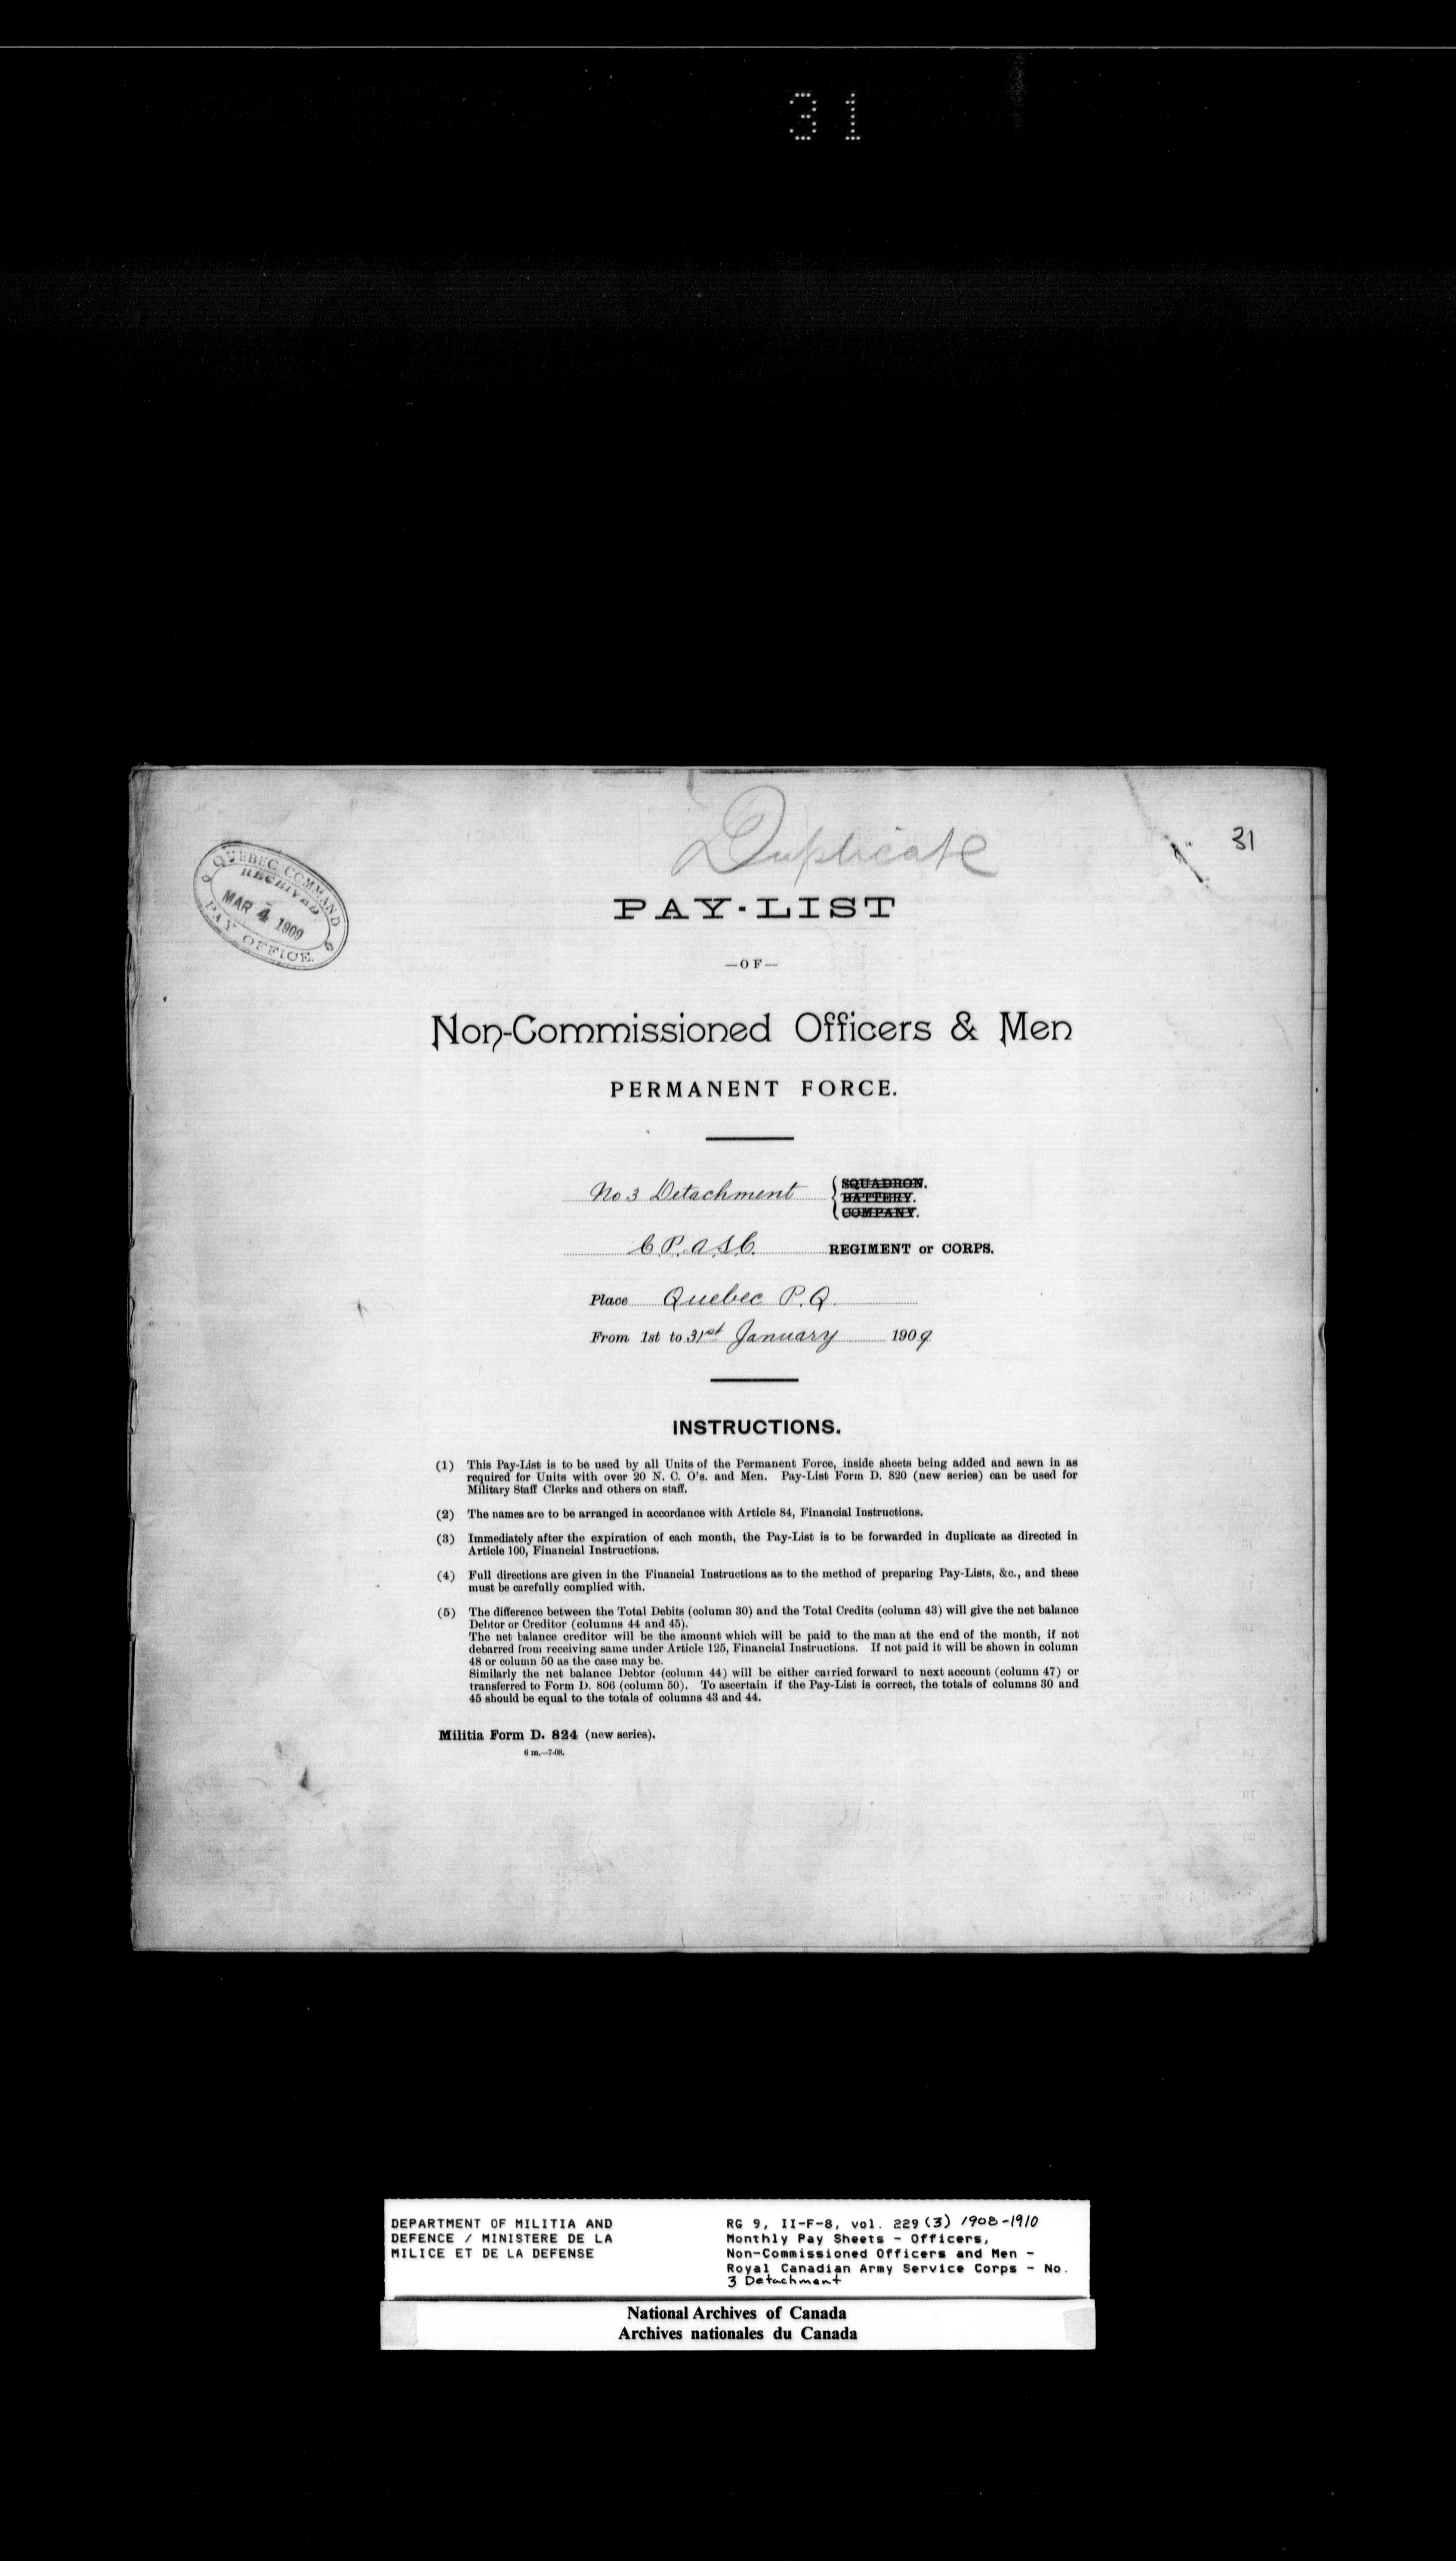 31
Duplicate
31
QUEBEC COMMAND
RECEIVED
MAR 4 1909
PAY OFFICE.
PAY-LIST
—OF—
Non-Commissioned Officers & Men
PERMANENT FORCE.
No 3 Detachment { SQUADRON.
BATTERY.
COMPANY.
C.P.A.S.C. REGIMENT or CORPS.
Place Quebec P.Q.
From 1st to 31st January 1909
INSTRUCTIONS.
(1) This Pay-List is to be used by all Units of the Permanent Force, inside sheets being added and sewn in as
required for Units with over 20 N. C. O's. and Men. Pay-List Form D. 820 (new series) can be used for
Military Staff Clerks and others on staff.
(2) The names are to be arranged in accordance with Article 84, Financial Instructions.
(3) Immediately after the expiration of each month, the Pay-List is to be forwarded in duplicate as directed in
Article 100, Financial Instructions.
(4) Full directions are given in the Financial Instructions as to the method of preparing Pay-Lists, &c., and these
must be carefully complied with.
(5) The difference between the Total Debits (column 30) and the Total Credits (column 43) will give the net balance
Debtor or Creditor (columns 44 and 45).
The net balance creditor will be the amount which will be paid to the man at the end of the month, if not
debarred from receiving same under Article 125, Financial Instructions. If not paid it will be shown in column
48 or column 50 as the case may be.
Similarly the net balance Debtor (column 44) will be either carried forward to next account (column 47) or
transferred to Form D. 806 (column 50). To ascertain if the Pay-List is correct, the totals of columns 30 and
45 should be equal to the totals of columns 43 and 44.
Militia Form D. 824 (new series).
6 m.—7-08.
DEPARTMENT OF MILITIA AND
DEFENCE / MINISTERE DE LA
MILICE ET DE LA DEFENSE
RG 9, II-F-8, vol. 229 (3) 1908-1910
Monthly Pay Sheets - Officers,
Non-Commissioned Officers and Men -
Royal Canadian Army Service Corps - No.
3 Detachment
National Archives of Canada
Archives nationales du Canada